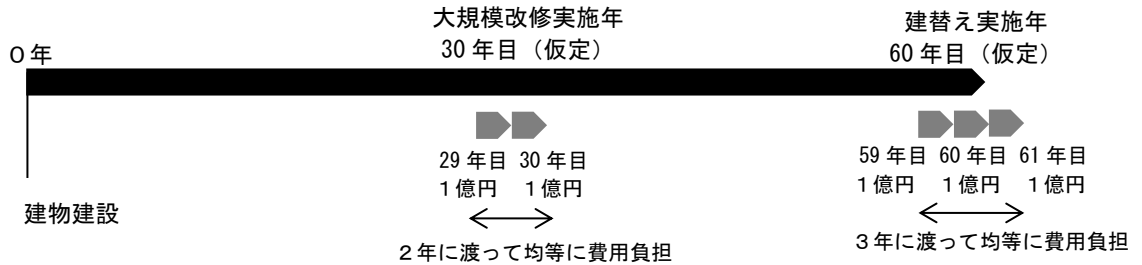 大規模改修実施年
30 年目（仮定）
建替え実施年
60 年目（仮定）
０年
29 年目 30 年目
１億円 １億円
59 年目 60 年目 61 年目
１億円 １億円 １億円
建物建設
２年に渡って均等に費用負担
３年に渡って均等に費用負担